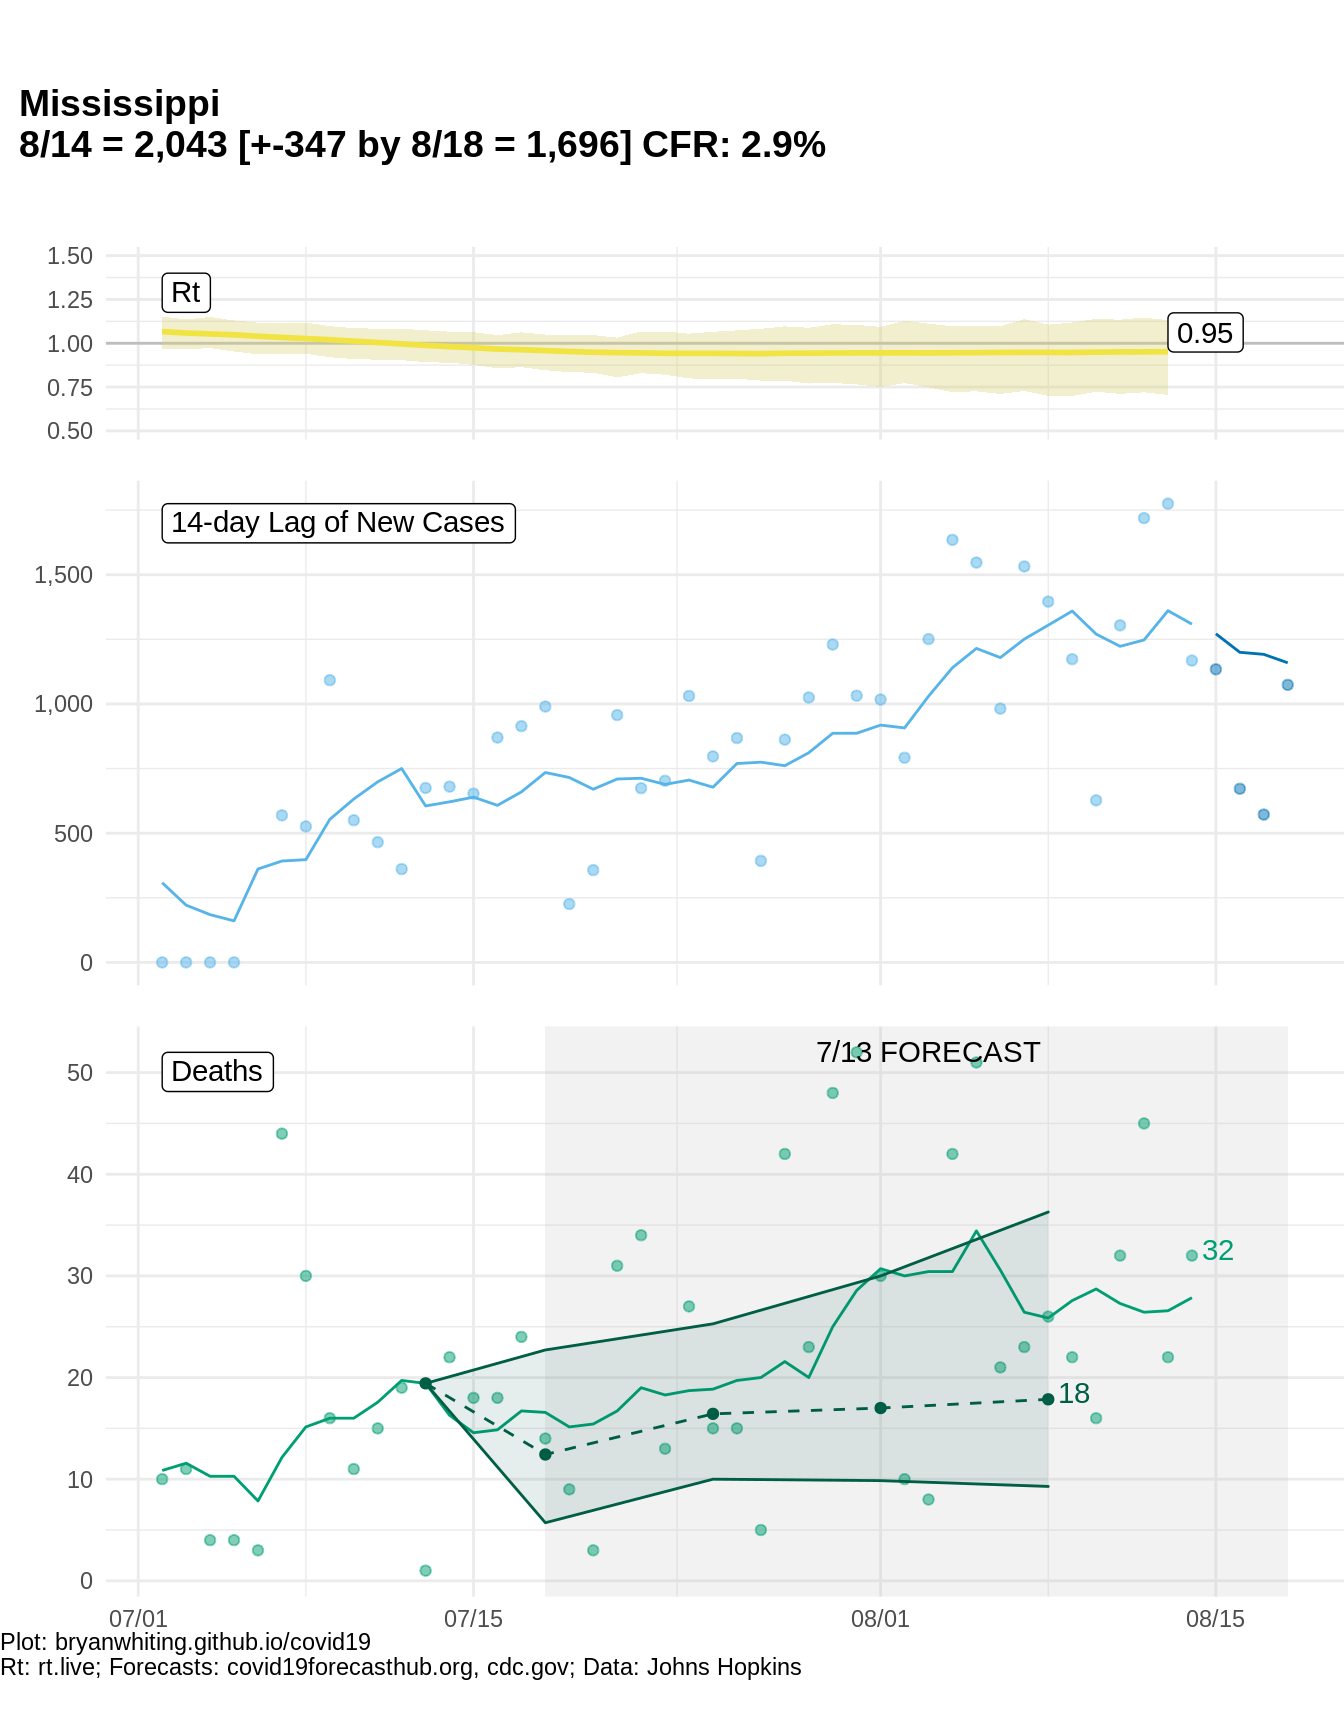 Mississippi
8/14 = 2,043 [+-347 by 8/18 = 1,696] CFR: 2.9%
1.50
1.25
1.00
0.75
0.50
Rt
0.95
14-day Lag of New Cases
1,500
1,000
500
0
Deaths
7/13 FORECAST
50
40
30
20
10
0
32
18
07/01
07/15
08/01
08/15
Plot: bryanwhiting.github.io/covid19
Rt: rt.live; Forecasts: covid19forecasthub.org, cdc.gov; Data: Johns Hopkins